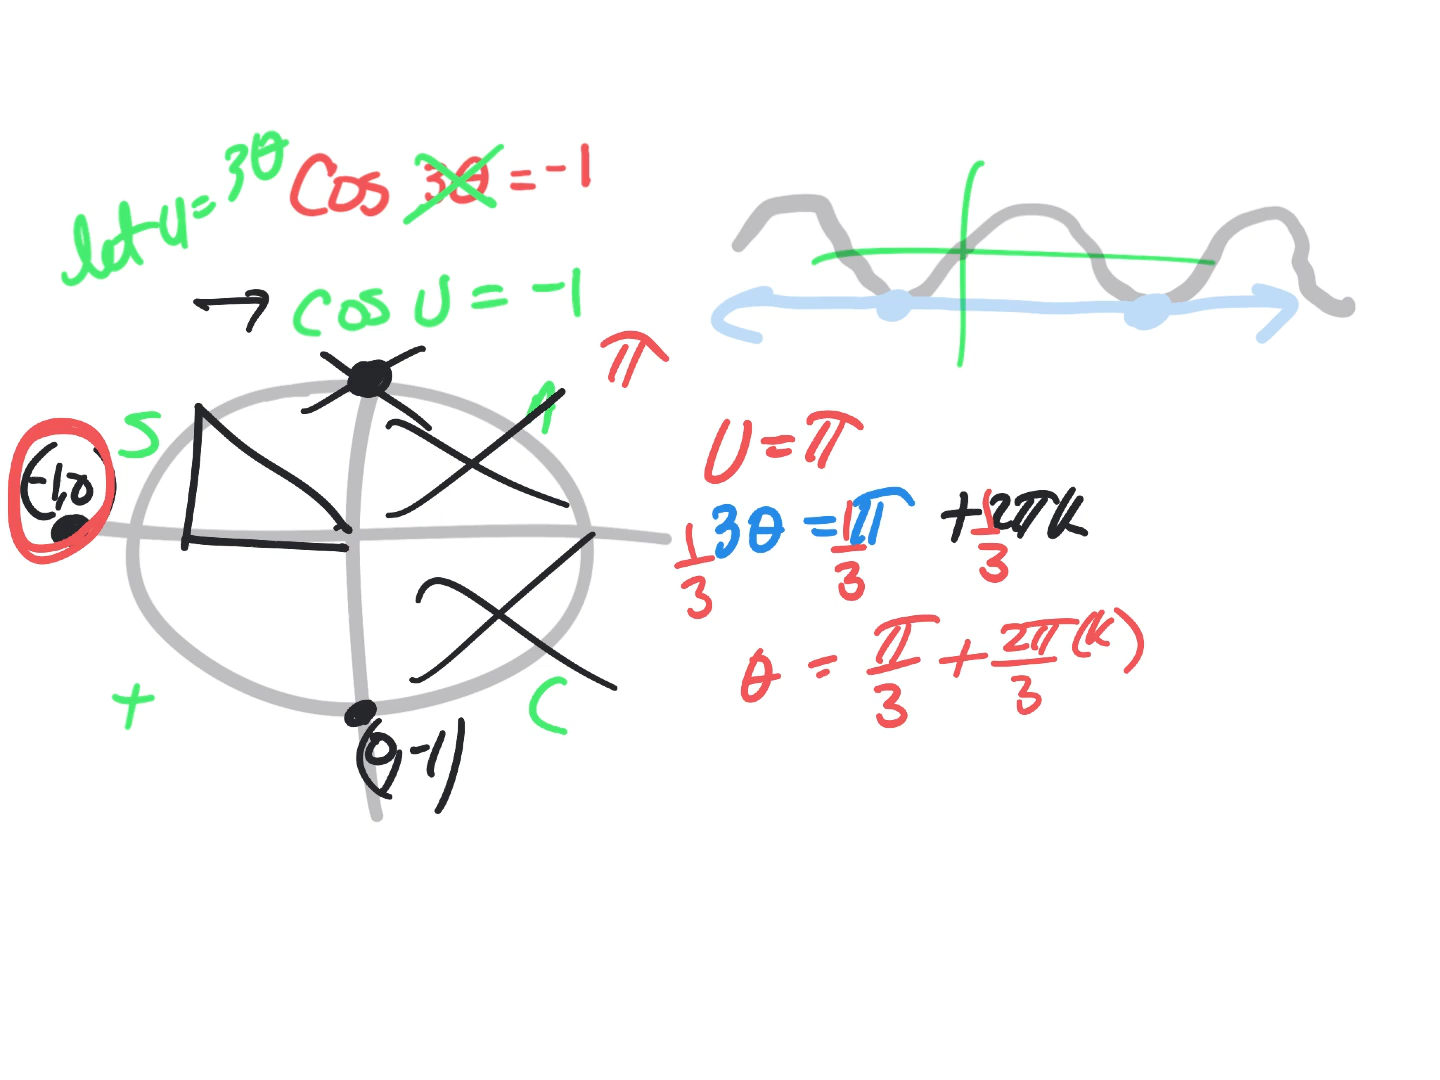 let u = 3θ cos 3θ = -1
→ cos u = -1
π
S A
(-1,0)
u = π
1/3 3θ = 1/3 π + 1/3 2πk
θ = π/3 + 2π/3 (k)
+ C
(0,-1)